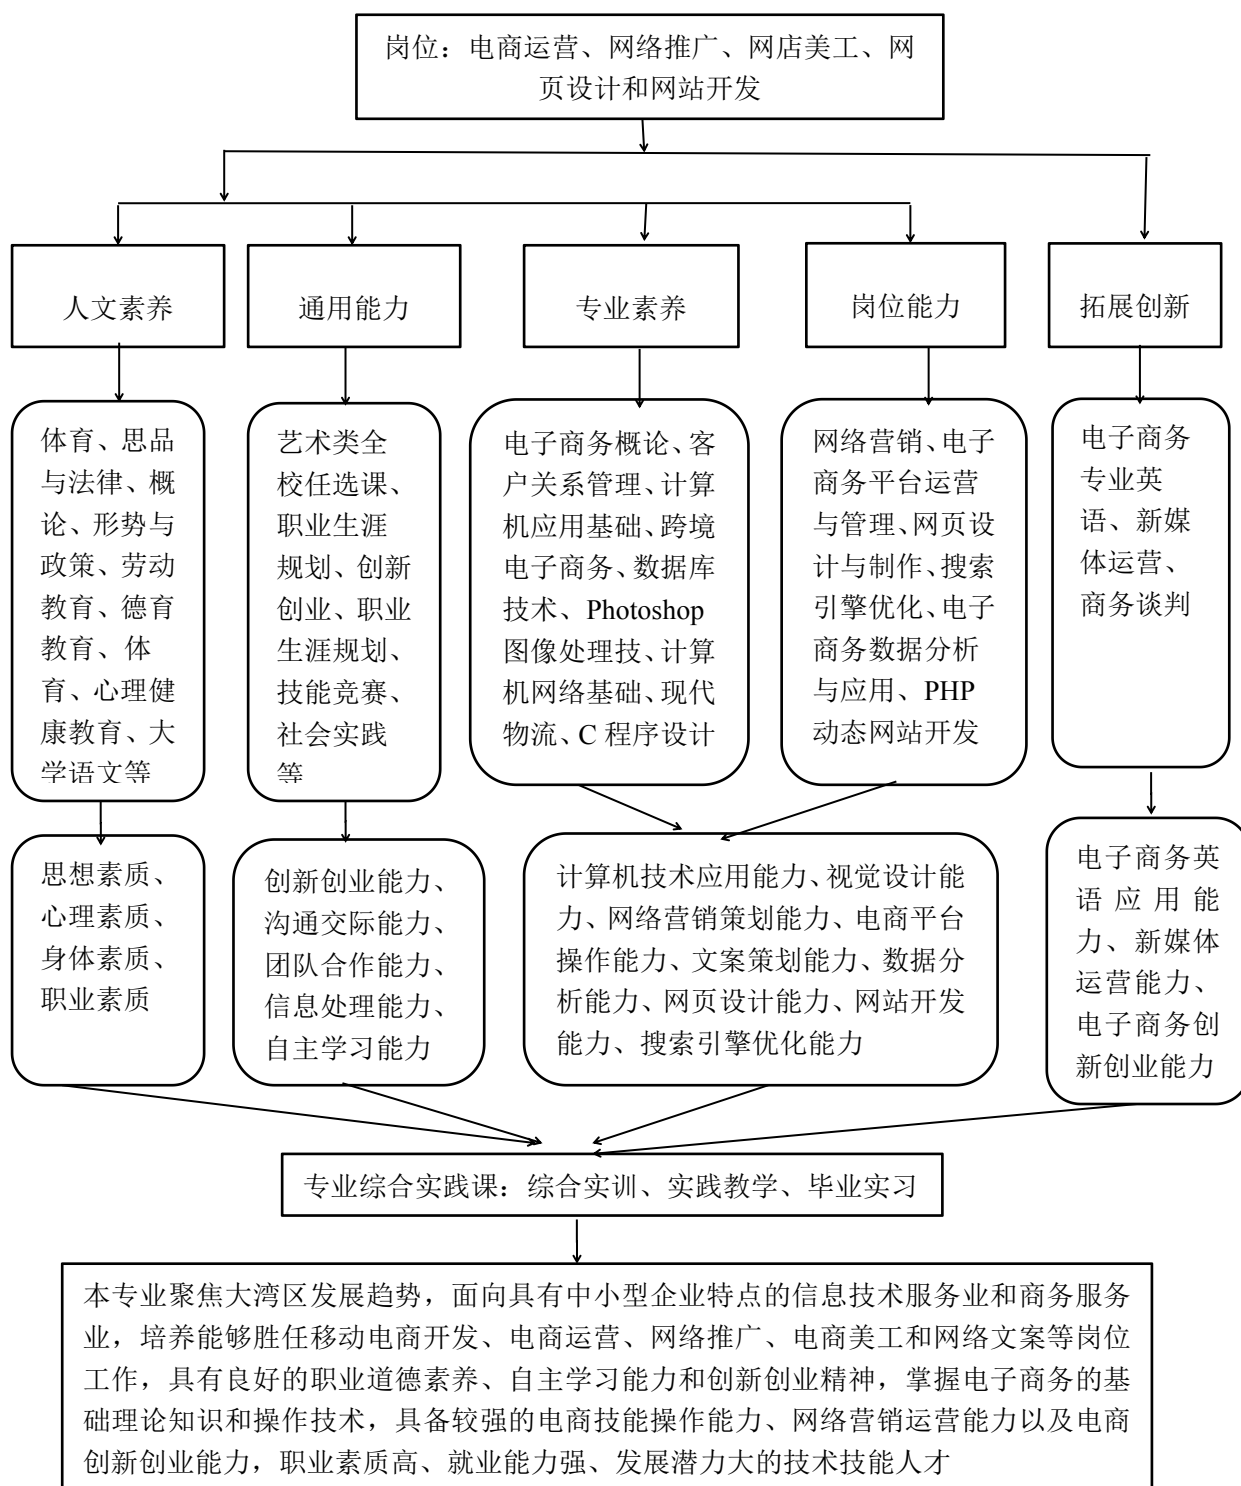 岗位：电商运营、网络推广、网店美工、网
页设计和网站开发
人文素养
通用能力
专业素养
岗位能力
拓展创新
体育、思品
与法律、概
论、形势与
政策、劳动
教育、德育
教育、体
育、心理健
康教育、大
学语文等
艺术类全
校任选课、
职业生涯
规划、创新
创业、职业
生涯规划、
技能竞赛、
社会实践
等
电子商务概论、客
户关系管理、计算
机应用基础、跨境
电子商务、数据库
技术、Photoshop
图像处理技、计算
机网络基础、现代
物流、C 程序设计
网络营销、电子
商务平台运营
与管理、网页设
计与制作、搜索
引擎优化、电子
商务数据分析
与应用、PHP
动态网站开发
电子商务
专业英
语、新媒
体运营、
商务谈判
思想素质、
心理素质、
身体素质、
职业素质
创新创业能力、
沟通交际能力、
团队合作能力、
信息处理能力、
自主学习能力
计算机技术应用能力、视觉设计能
力、网络营销策划能力、电商平台
操作能力、文案策划能力、数据分
析能力、网页设计能力、网站开发
能力、搜索引擎优化能力
电子商务英
语应用能
力、新媒体
运营能力、
电子商务创
新创业能力
专业综合实践课：综合实训、实践教学、毕业实习
本专业聚焦大湾区发展趋势，面向具有中小型企业特点的信息技术服务业和商务服务
业，培养能够胜任移动电商开发、电商运营、网络推广、电商美工和网络文案等岗位
工作，具有良好的职业道德素养、自主学习能力和创新创业精神，掌握电子商务的基
础理论知识和操作技术，具备较强的电商技能操作能力、网络营销运营能力以及电商
创新创业能力，职业素质高、就业能力强、发展潜力大的技术技能人才